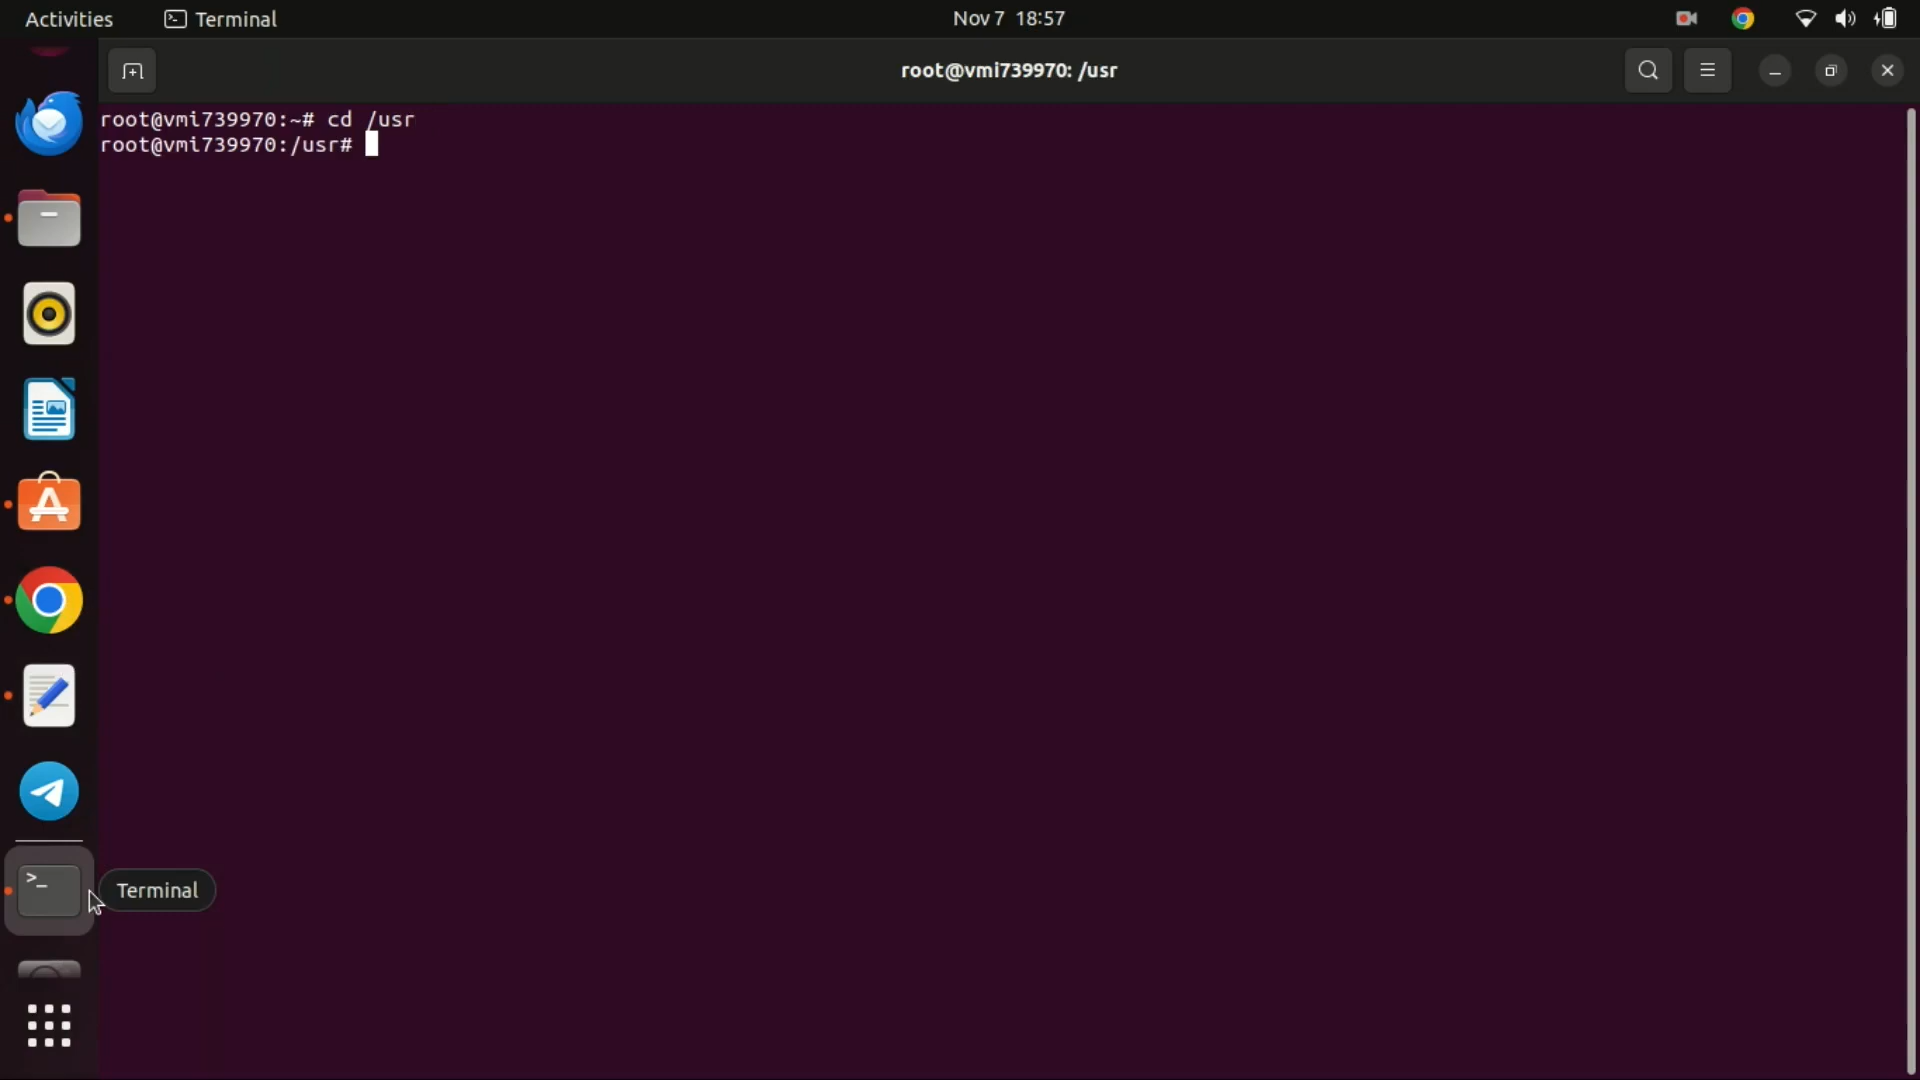 Activities
Terminal
Nov 7 18:57
root@vmi739970: /usr
root@vmi739970:~# cd /usr
root@vmi739970:/usr#
Terminal